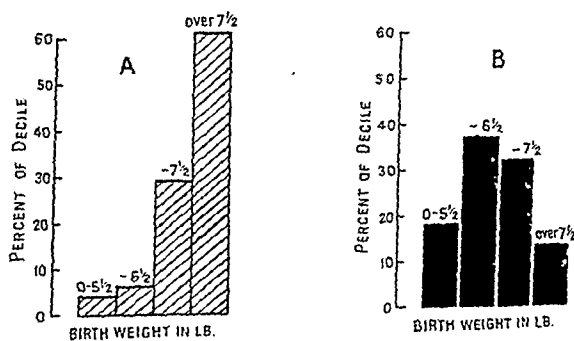 over 7½
60
A
50
PERCENT OF DECILE
40
-7½
30
20
10
0-5½
-6½
0
BIRTH WEIGHT IN LB.
60
B
50
PERCENT OF DECILE
40
-6½
-7½
30
20
0-5½
over 7½
10
0
BIRTH WEIGHT IN LB.